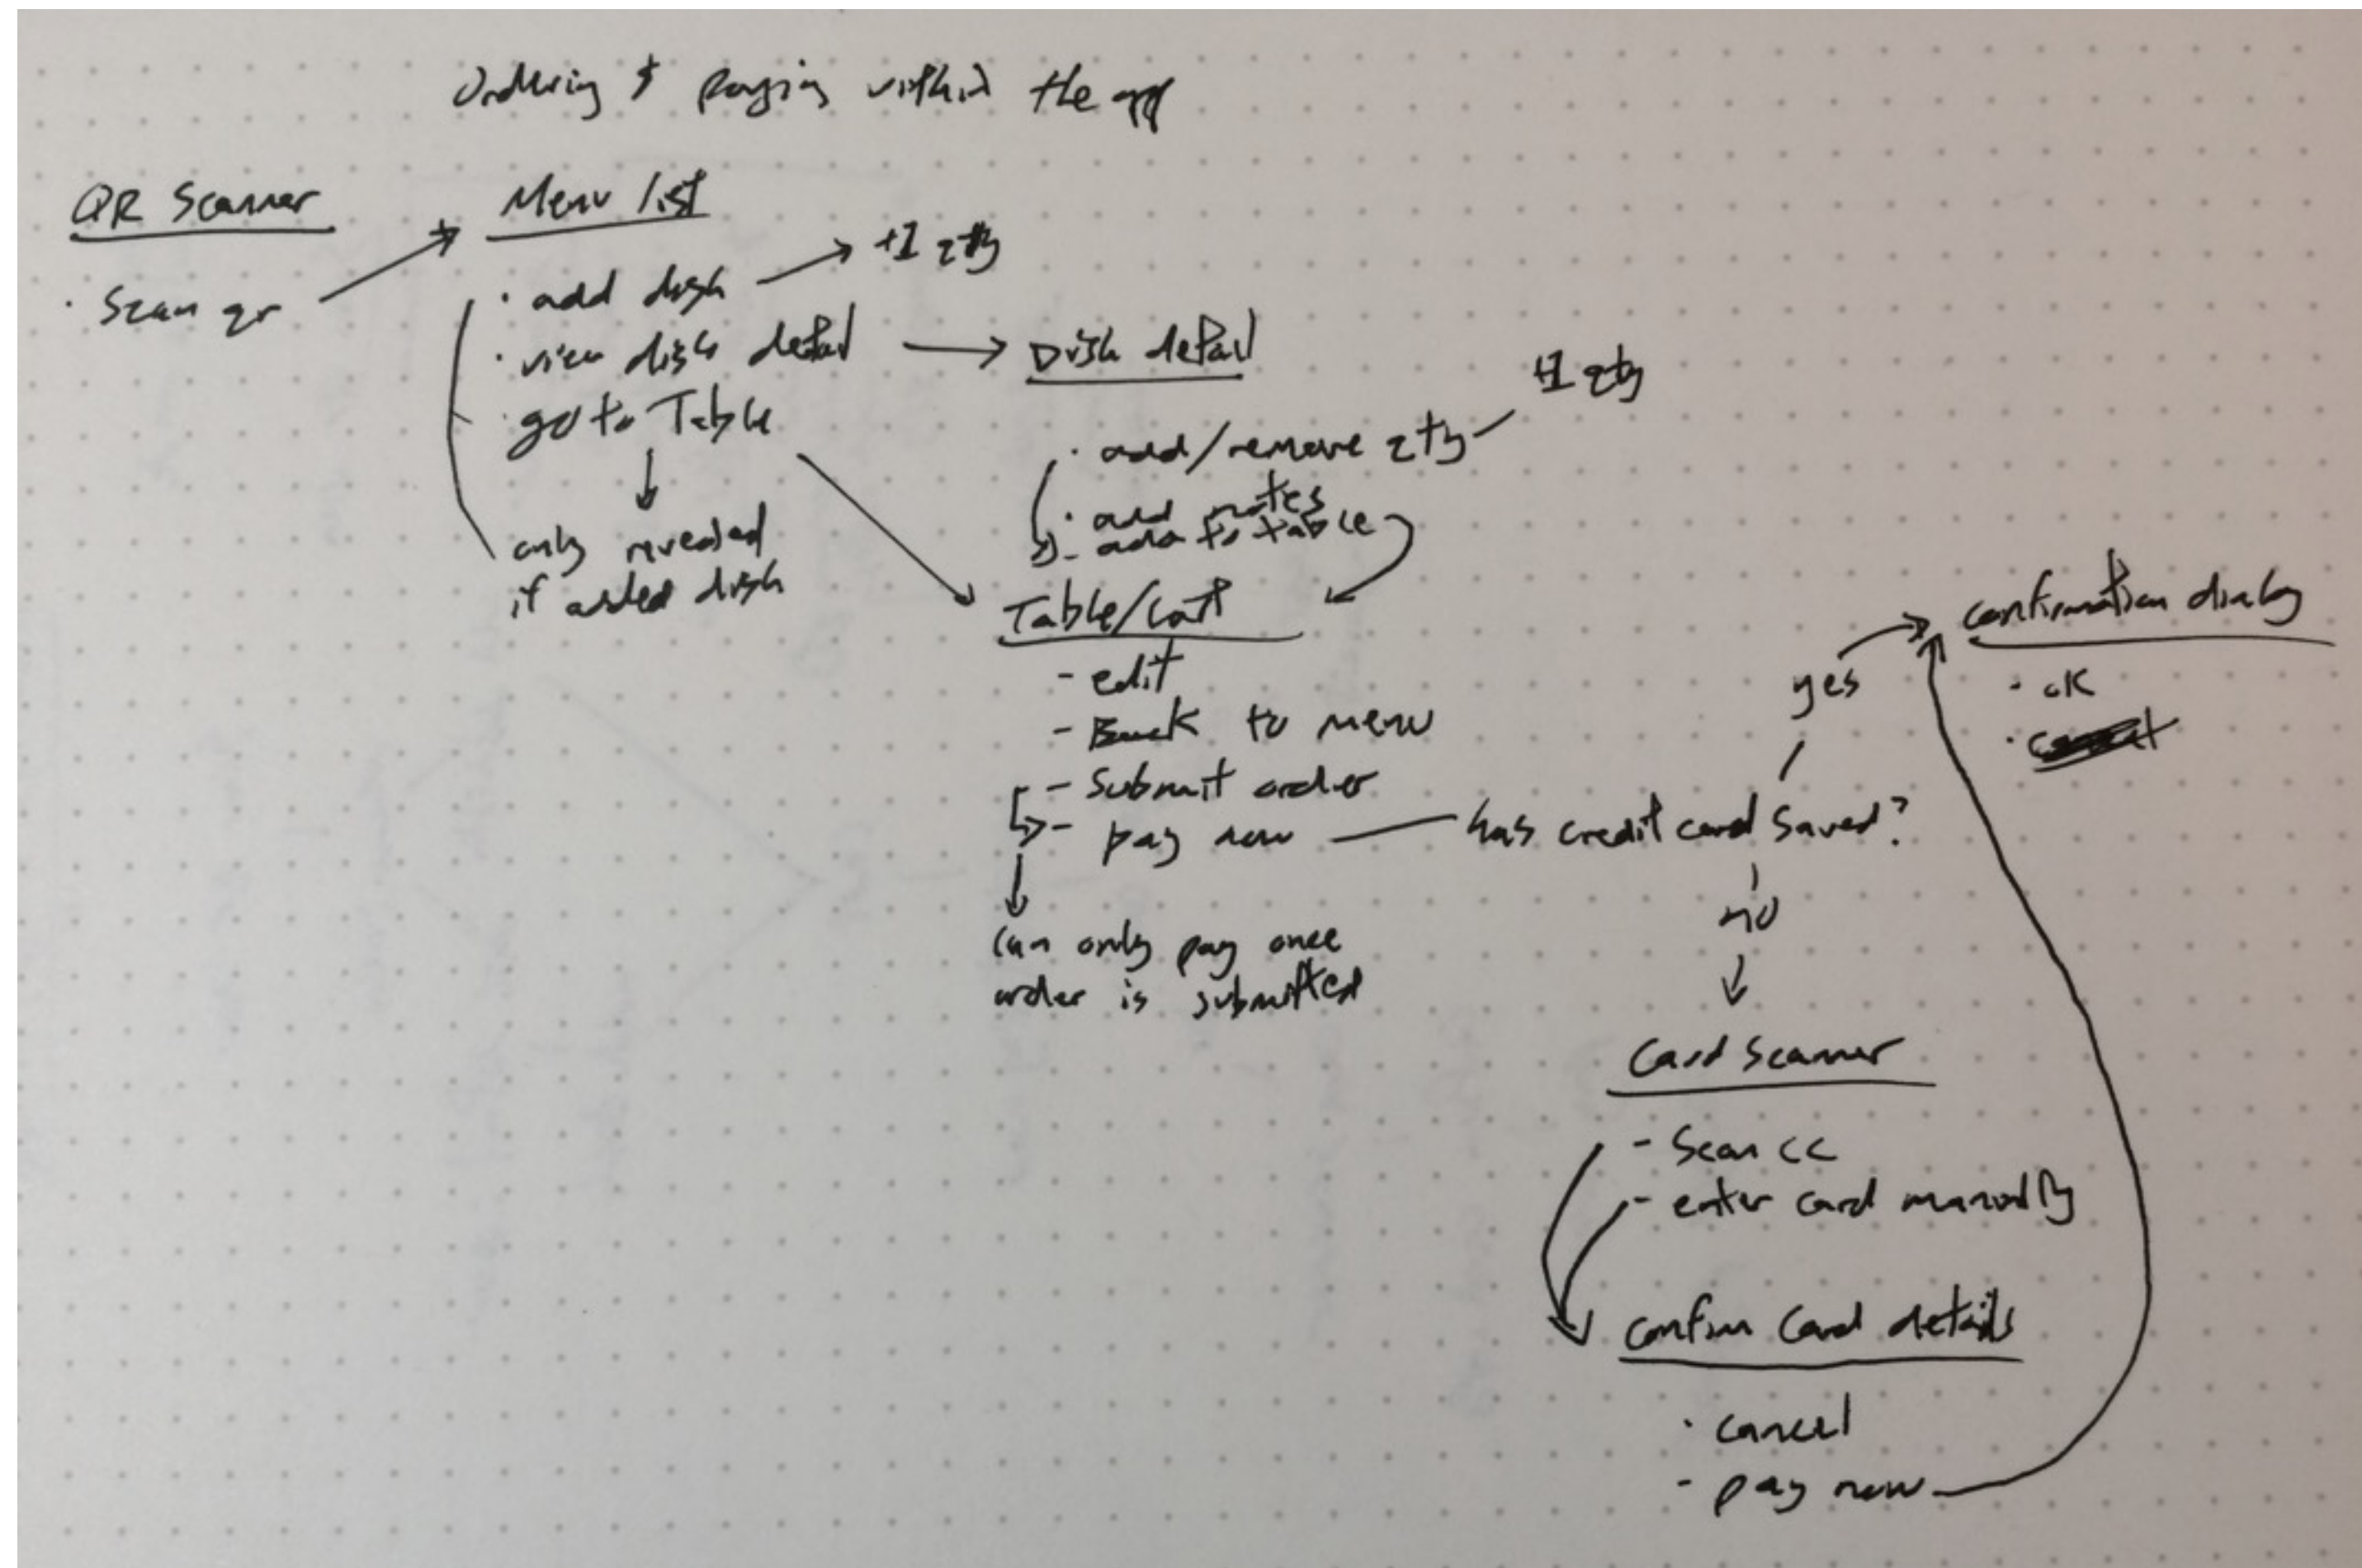 Ordering & paying within the app
QR Scanner
· Scan qr
Menu list
· add dish → +1 qty
· view dish detail
· go to Table
only revealed
if added dish
Dish detail
· add/remove qty
+1 qty
· add notes
- add to table
Table/Cart
- edit
- Back to menu
- Submit order
- pay now
can only pay once
order is submitted
has credit card saved?
yes
no
confirmation dialog
· ok
Card Scanner
- Scan cc
- enter card manually
confirm card details
· cancel
- pay now